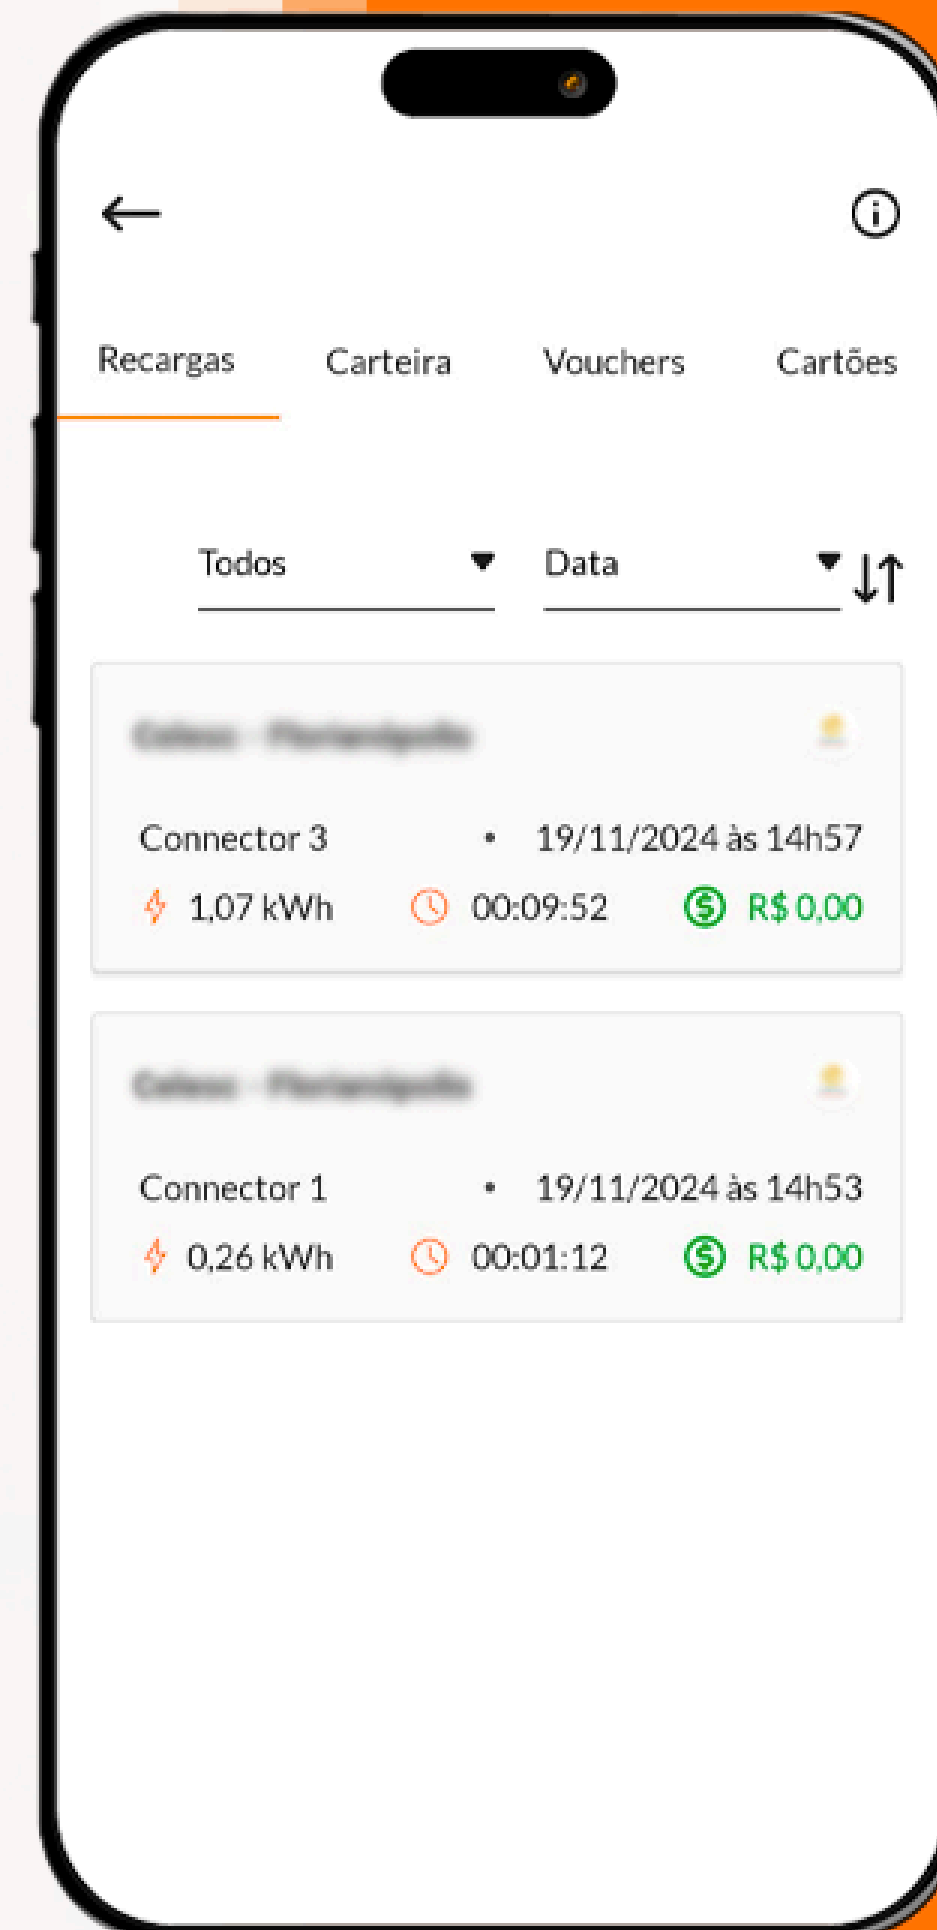 Recargas Carteira Vouchers Cartões
Todos Data
Connector 3 • 19/11/2024 às 14h57
1,07 kWh 00:09:52 R$ 0,00
Connector 1 • 19/11/2024 às 14h53
0,26 kWh 00:01:12 R$ 0,00